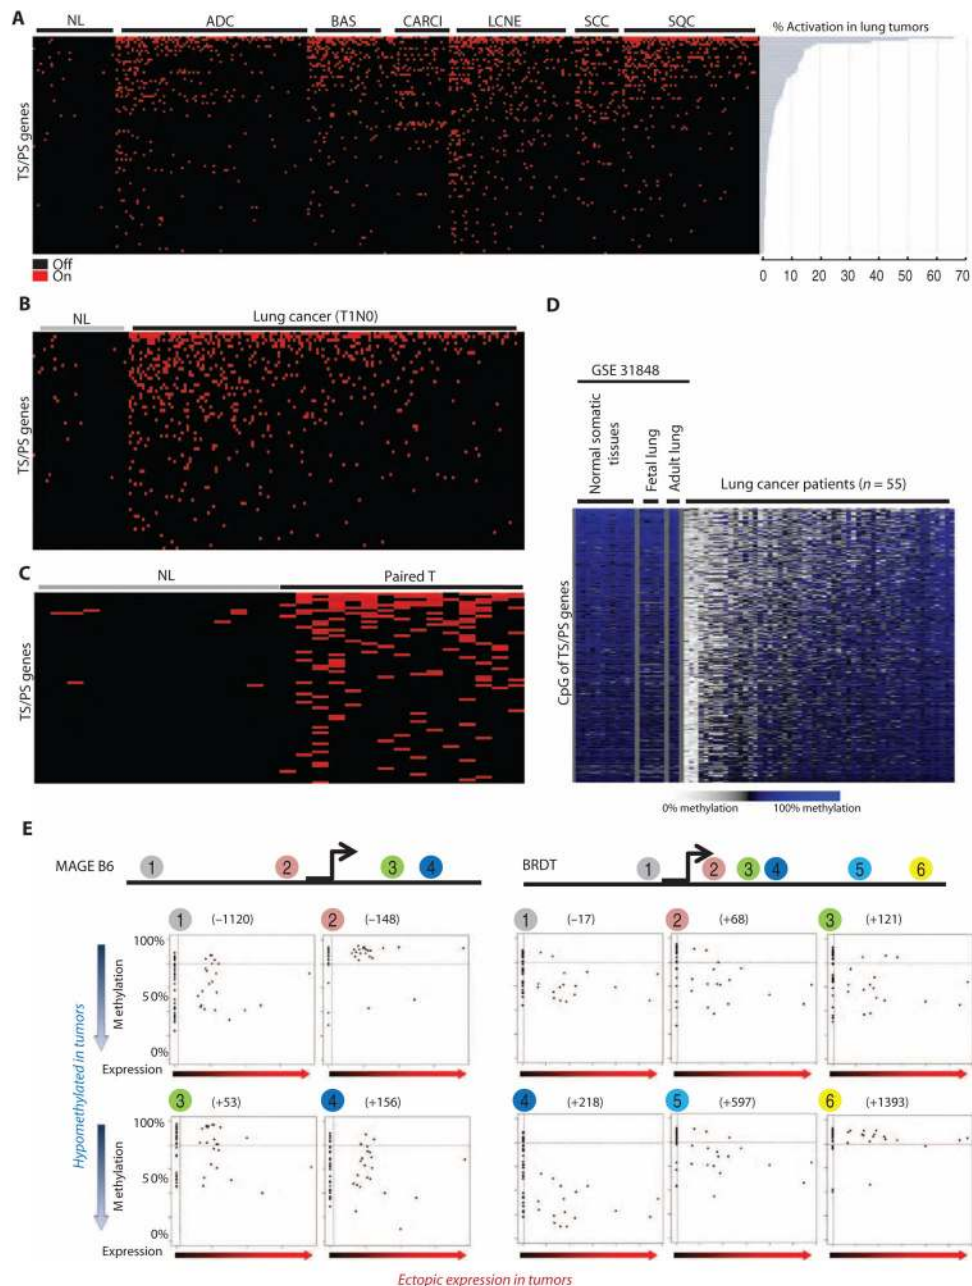 A
NL ADC BAS CARCI LCNE SCC SQC
% Activation in lung tumors
TS/PS genes
Off
On
0 10 20 30 40 50 60 70
B
NL Lung cancer (T1N0)
TS/PS genes
C
NL Paired T
TS/PS genes
D
GSE 31848
Normal somatic
tissues
Fetal lung
Adult lung
Lung cancer patients (n = 55)
CpG of TS/PS genes
0% methylation 100% methylation
E
MAGE B6
1 2 3 4
BRDT
1 2 3 4 5 6
1 (−1120) 2 (−148) 1 (−17) 2 (+68) 3 (+121)
100%
50%
0%
Methylation
Expression
Hypomethylated in tumors
3 (+53) 4 (+156) 4 (+218) 5 (+597) 6 (+1393)
100%
50%
0%
Methylation
Expression
Ectopic expression in tumors